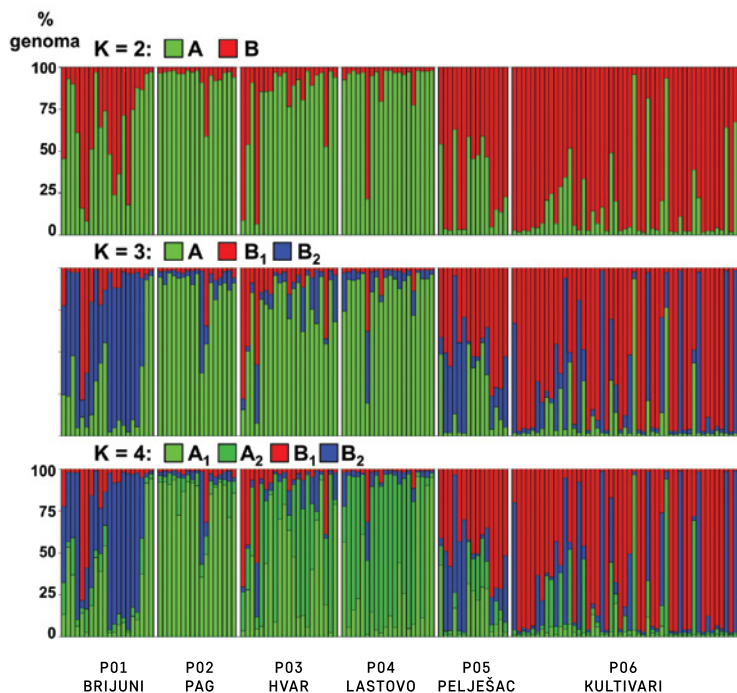 %
genoma
K = 2: A B
100
75
50
25
0
K = 3: A B₁ B₂
K = 4: A₁ A₂ B₁ B₂
100
75
50
25
0
P01 P02 P03 P04 P05 P06
BRIJUNI PAG HVAR LASTOVO PELJEŠAC KULTIVARI